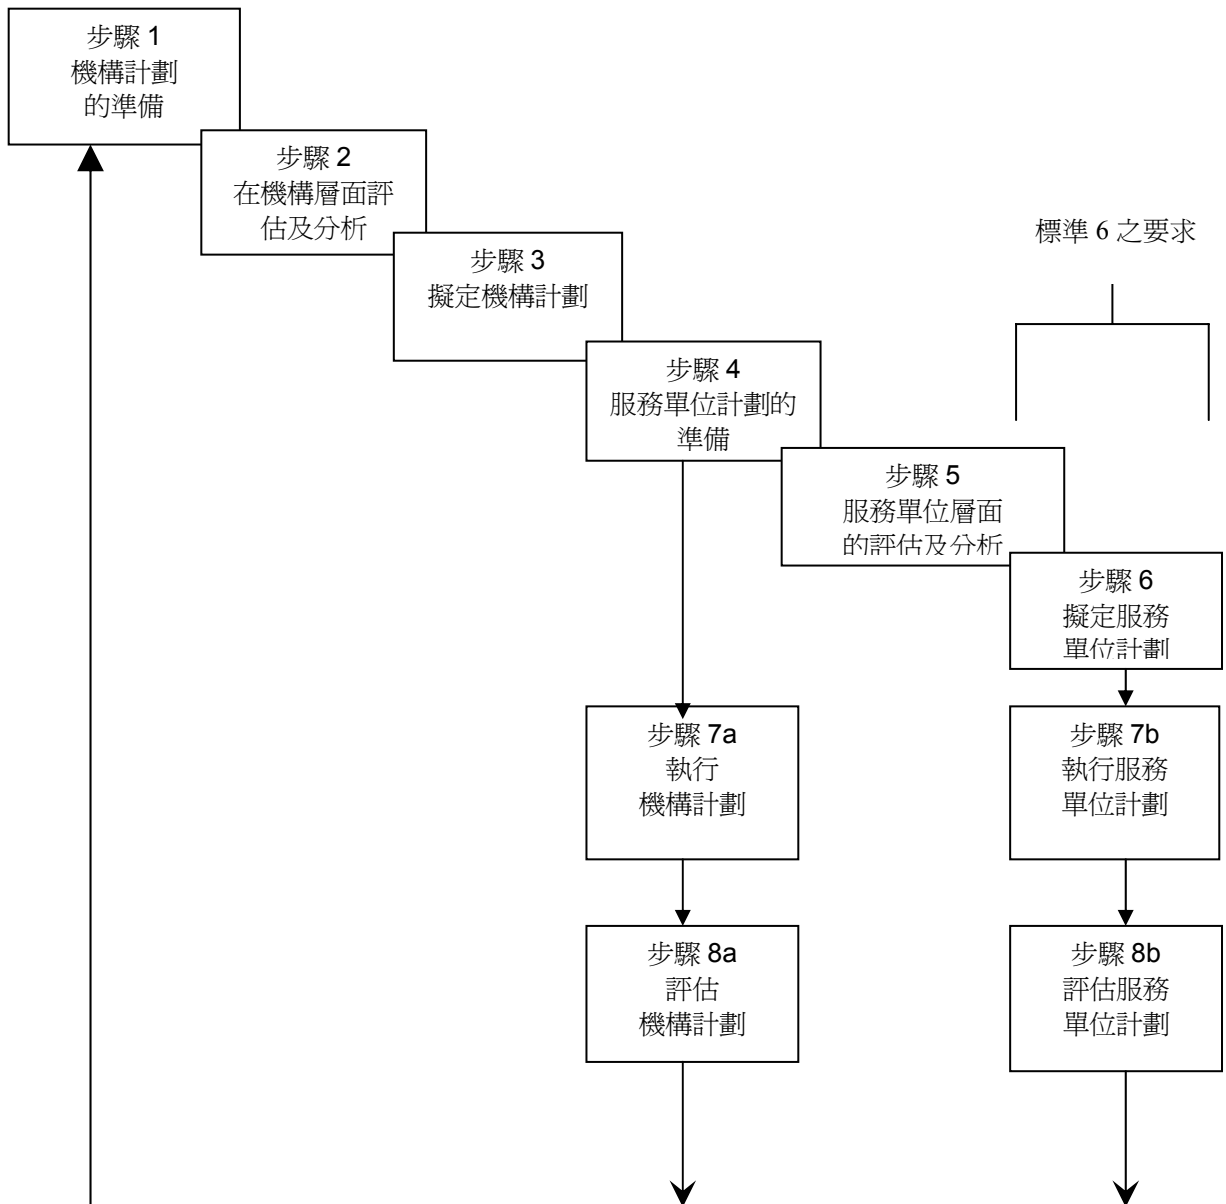 步驟 1
機構計劃
的準備
步驟 2
在機構層面評
估及分析
步驟 3
擬定機構計劃
標準 6 之要求
步驟 4
服務單位計劃的
準備
步驟 5
服務單位層面
的評估及分析
步驟 6
擬定服務
單位計劃
步驟 7a
執行
機構計劃
步驟 7b
執行服務
單位計劃
步驟 8a
評估
機構計劃
步驟 8b
評估服務
單位計劃